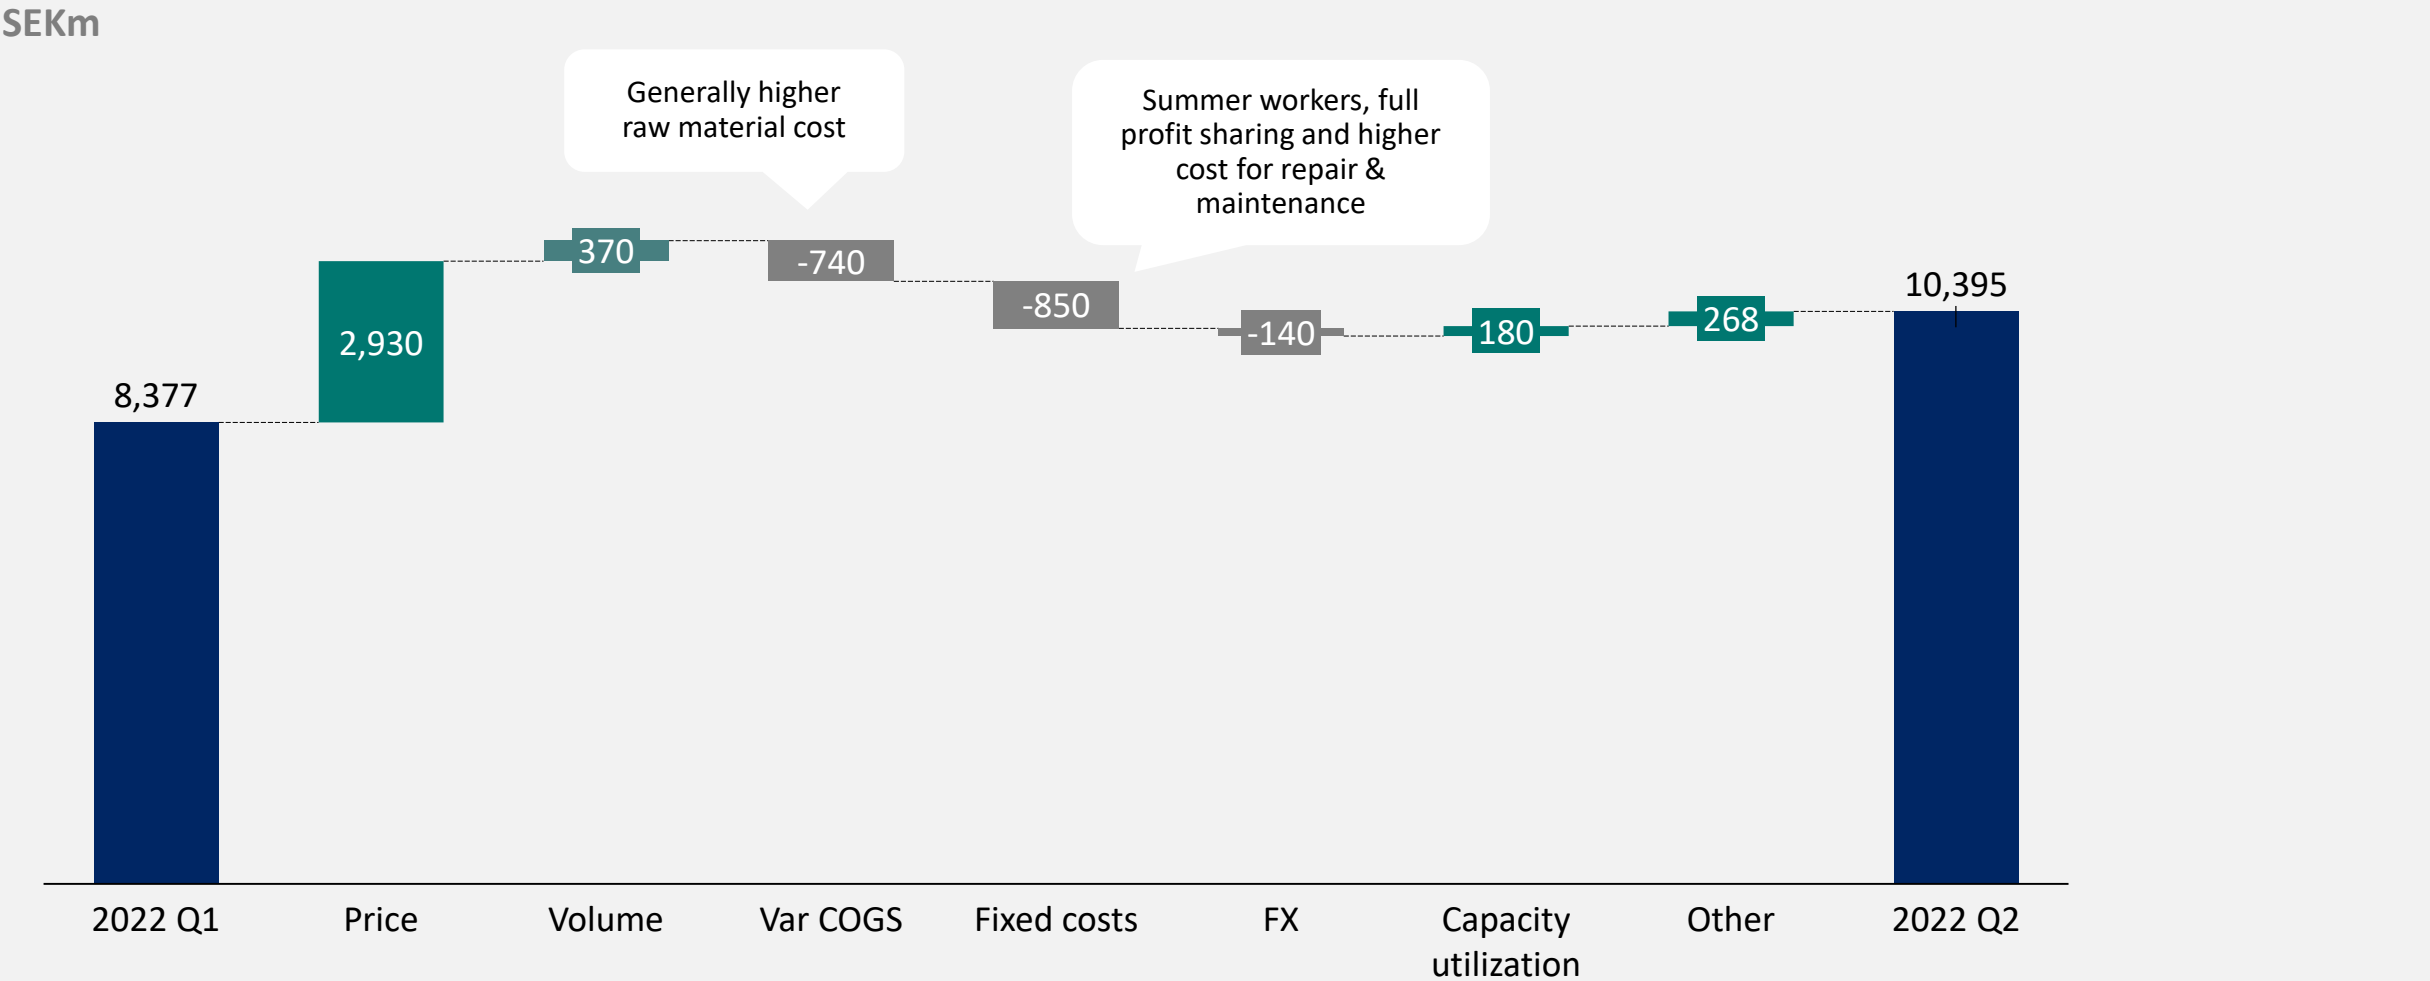 SEKm
Generally higher
raw material cost
Summer workers, full
profit sharing and higher
cost for repair &
maintenance
8,377
2,930
370
-740
-850
-140
180
268
10,395
2022 Q1
Price
Volume
Var COGS
Fixed costs
FX
Capacity
utilization
Other
2022 Q2